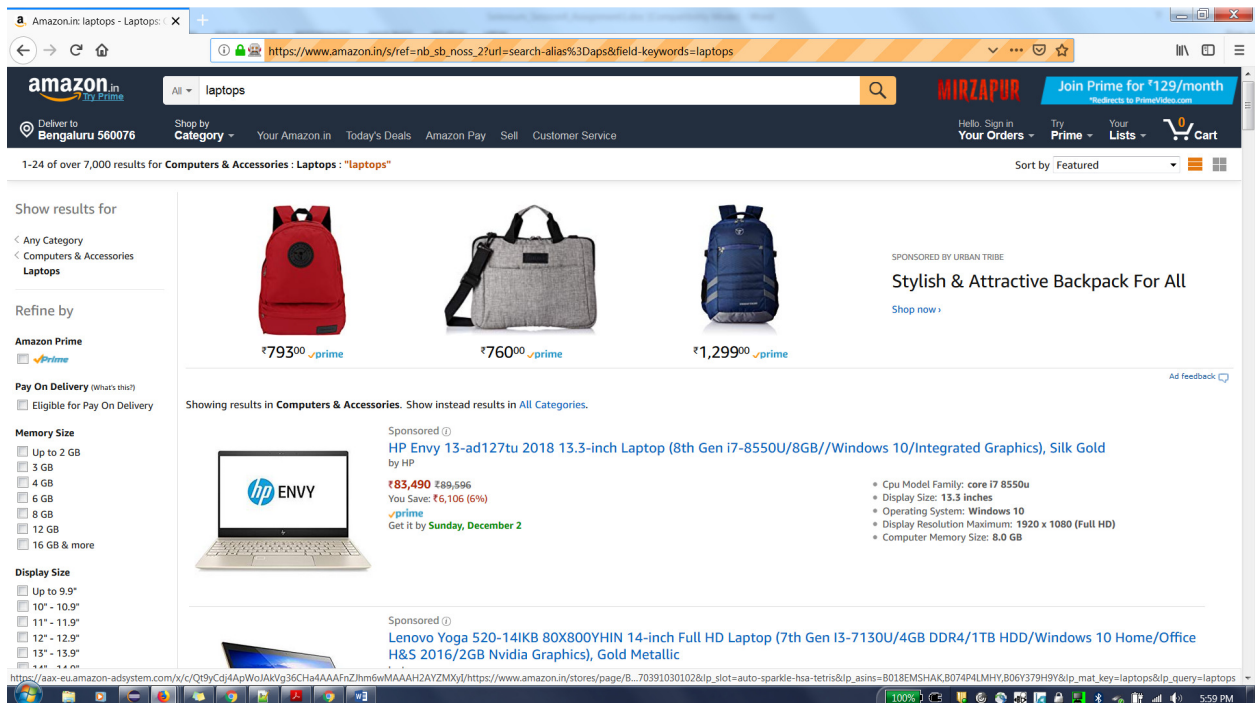 Amazon.in: laptops - Laptops:
https://www.amazon.in/s/ref=nb_sb_noss_2?url=search-alias%3Daps&field-keywords=laptops
amazon.in
Try Prime
All
laptops
MIRZAPUR
Join Prime for ₹129/month
*Redirects to PrimeVideo.com
Deliver to
Bengaluru 560076
Shop by
Category
Your Amazon.in Today's Deals Amazon Pay Sell Customer Service
Hello. Sign in
Your Orders
Try
Prime
Your
Lists
0
Cart
1-24 of over 7,000 results for Computers & Accessories : Laptops : "laptops"
Sort by Featured
Show results for
Any Category
Computers & Accessories
Laptops
Refine by
Amazon Prime
Prime
Pay On Delivery (What's this?)
Eligible for Pay On Delivery
Memory Size
Up to 2 GB
3 GB
4 GB
6 GB
8 GB
12 GB
16 GB & more
Display Size
Up to 9.9"
10" - 10.9"
11" - 11.9"
12" - 12.9"
13" - 13.9"
₹79300 prime
₹76000 prime
₹1,29900 prime
SPONSORED BY URBAN TRIBE
Stylish & Attractive Backpack For All
Shop now ›
Ad feedback
Showing results in Computers & Accessories. Show instead results in All Categories.
Sponsored
HP Envy 13-ad127tu 2018 13.3-inch Laptop (8th Gen i7-8550U/8GB//Windows 10/Integrated Graphics), Silk Gold
by HP
hp ENVY
₹83,490 ₹89,596
You Save: ₹6,106 (6%)
prime
Get it by Sunday, December 2
Cpu Model Family: core i7 8550u
Display Size: 13.3 inches
Operating System: Windows 10
Display Resolution Maximum: 1920 x 1080 (Full HD)
Computer Memory Size: 8.0 GB
Sponsored
Lenovo Yoga 520-14IKB 80X800YHIN 14-inch Full HD Laptop (7th Gen I3-7130U/4GB DDR4/1TB HDD/Windows 10 Home/Office
H&S 2016/2GB Nvidia Graphics), Gold Metallic
100%
5:59 PM